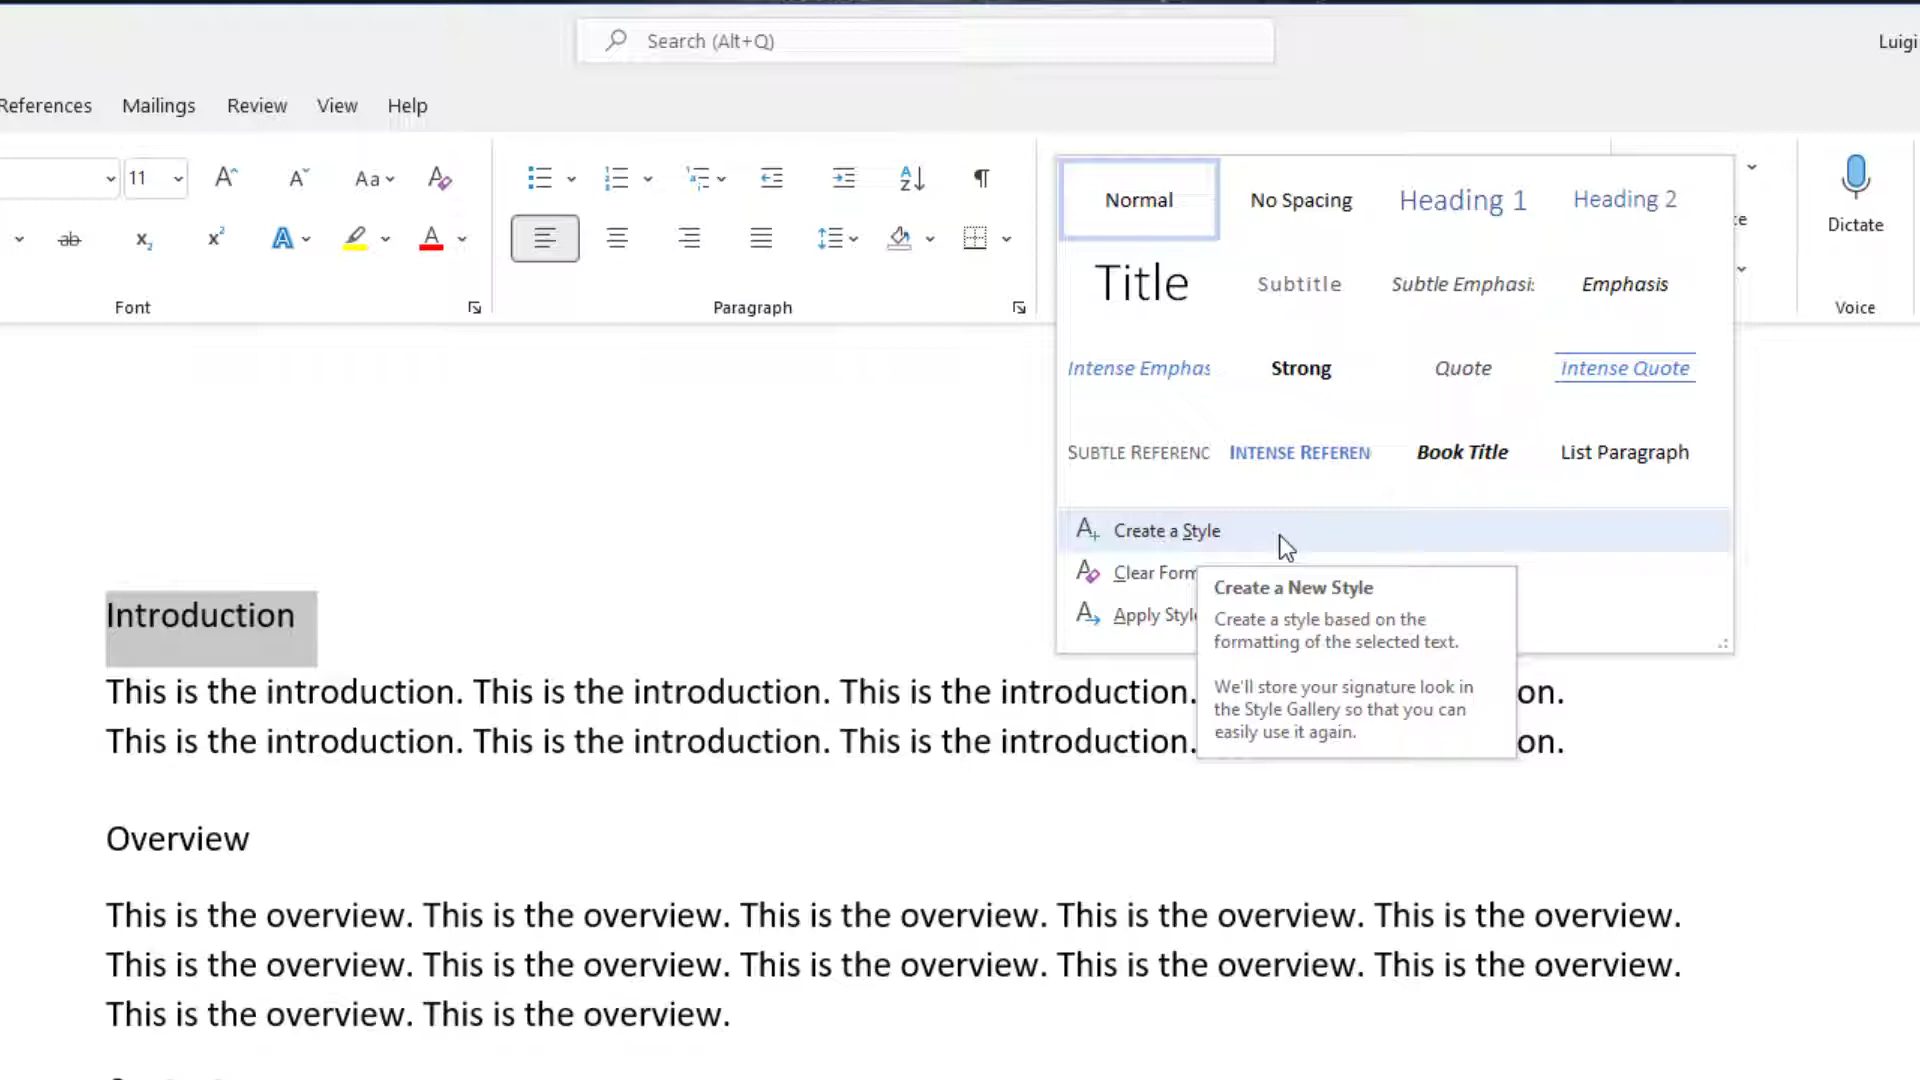 Search (Alt+Q)
Luigi
References Mailings Review View Help
11
Aa
Normal No Spacing Heading 1 Heading 2
Title Subtitle Subtle Emphasi Emphasis
Intense Emphas Strong Quote Intense Quote
SUBTLE REFERENC INTENSE REFEREN Book Title List Paragraph
Dictate
Font Paragraph Voice
Create a Style
Clear Form
Apply Style
Create a New Style
Create a style based on the
formatting of the selected text.
We'll store your signature look in
the Style Gallery so that you can
easily use it again.
Introduction
This is the introduction. This is the introduction. This is the introduction. on.
This is the introduction. This is the introduction. This is the introduction. on.
Overview
This is the overview. This is the overview. This is the overview. This is the overview. This is the overview.
This is the overview. This is the overview. This is the overview. This is the overview. This is the overview.
This is the overview. This is the overview.